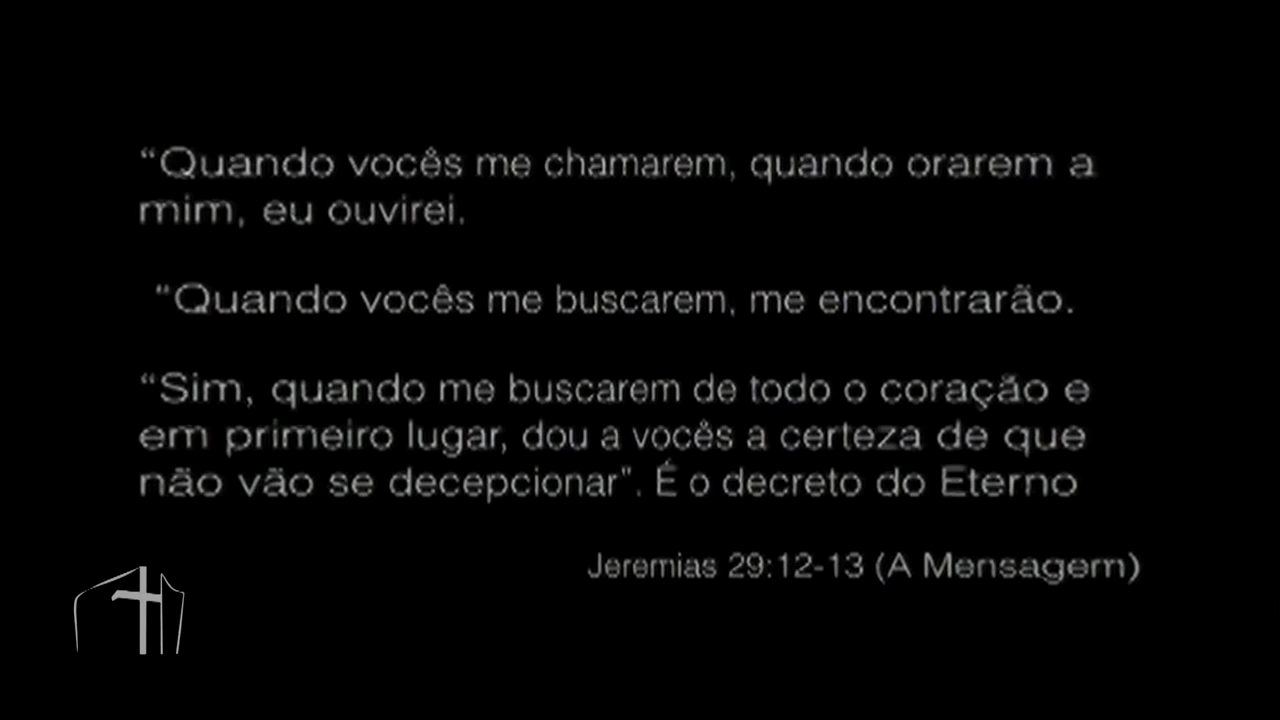 “Quando vocês me chamarem, quando orarem a
mim, eu ouvirei.
“Quando vocês me buscarem, me encontrarão.
“Sim, quando me buscarem de todo o coração e
em primeiro lugar, dou a vocês a certeza de que
não vão se decepcionar”. É o decreto do Eterno
Jeremias 29:12-13 (A Mensagem)